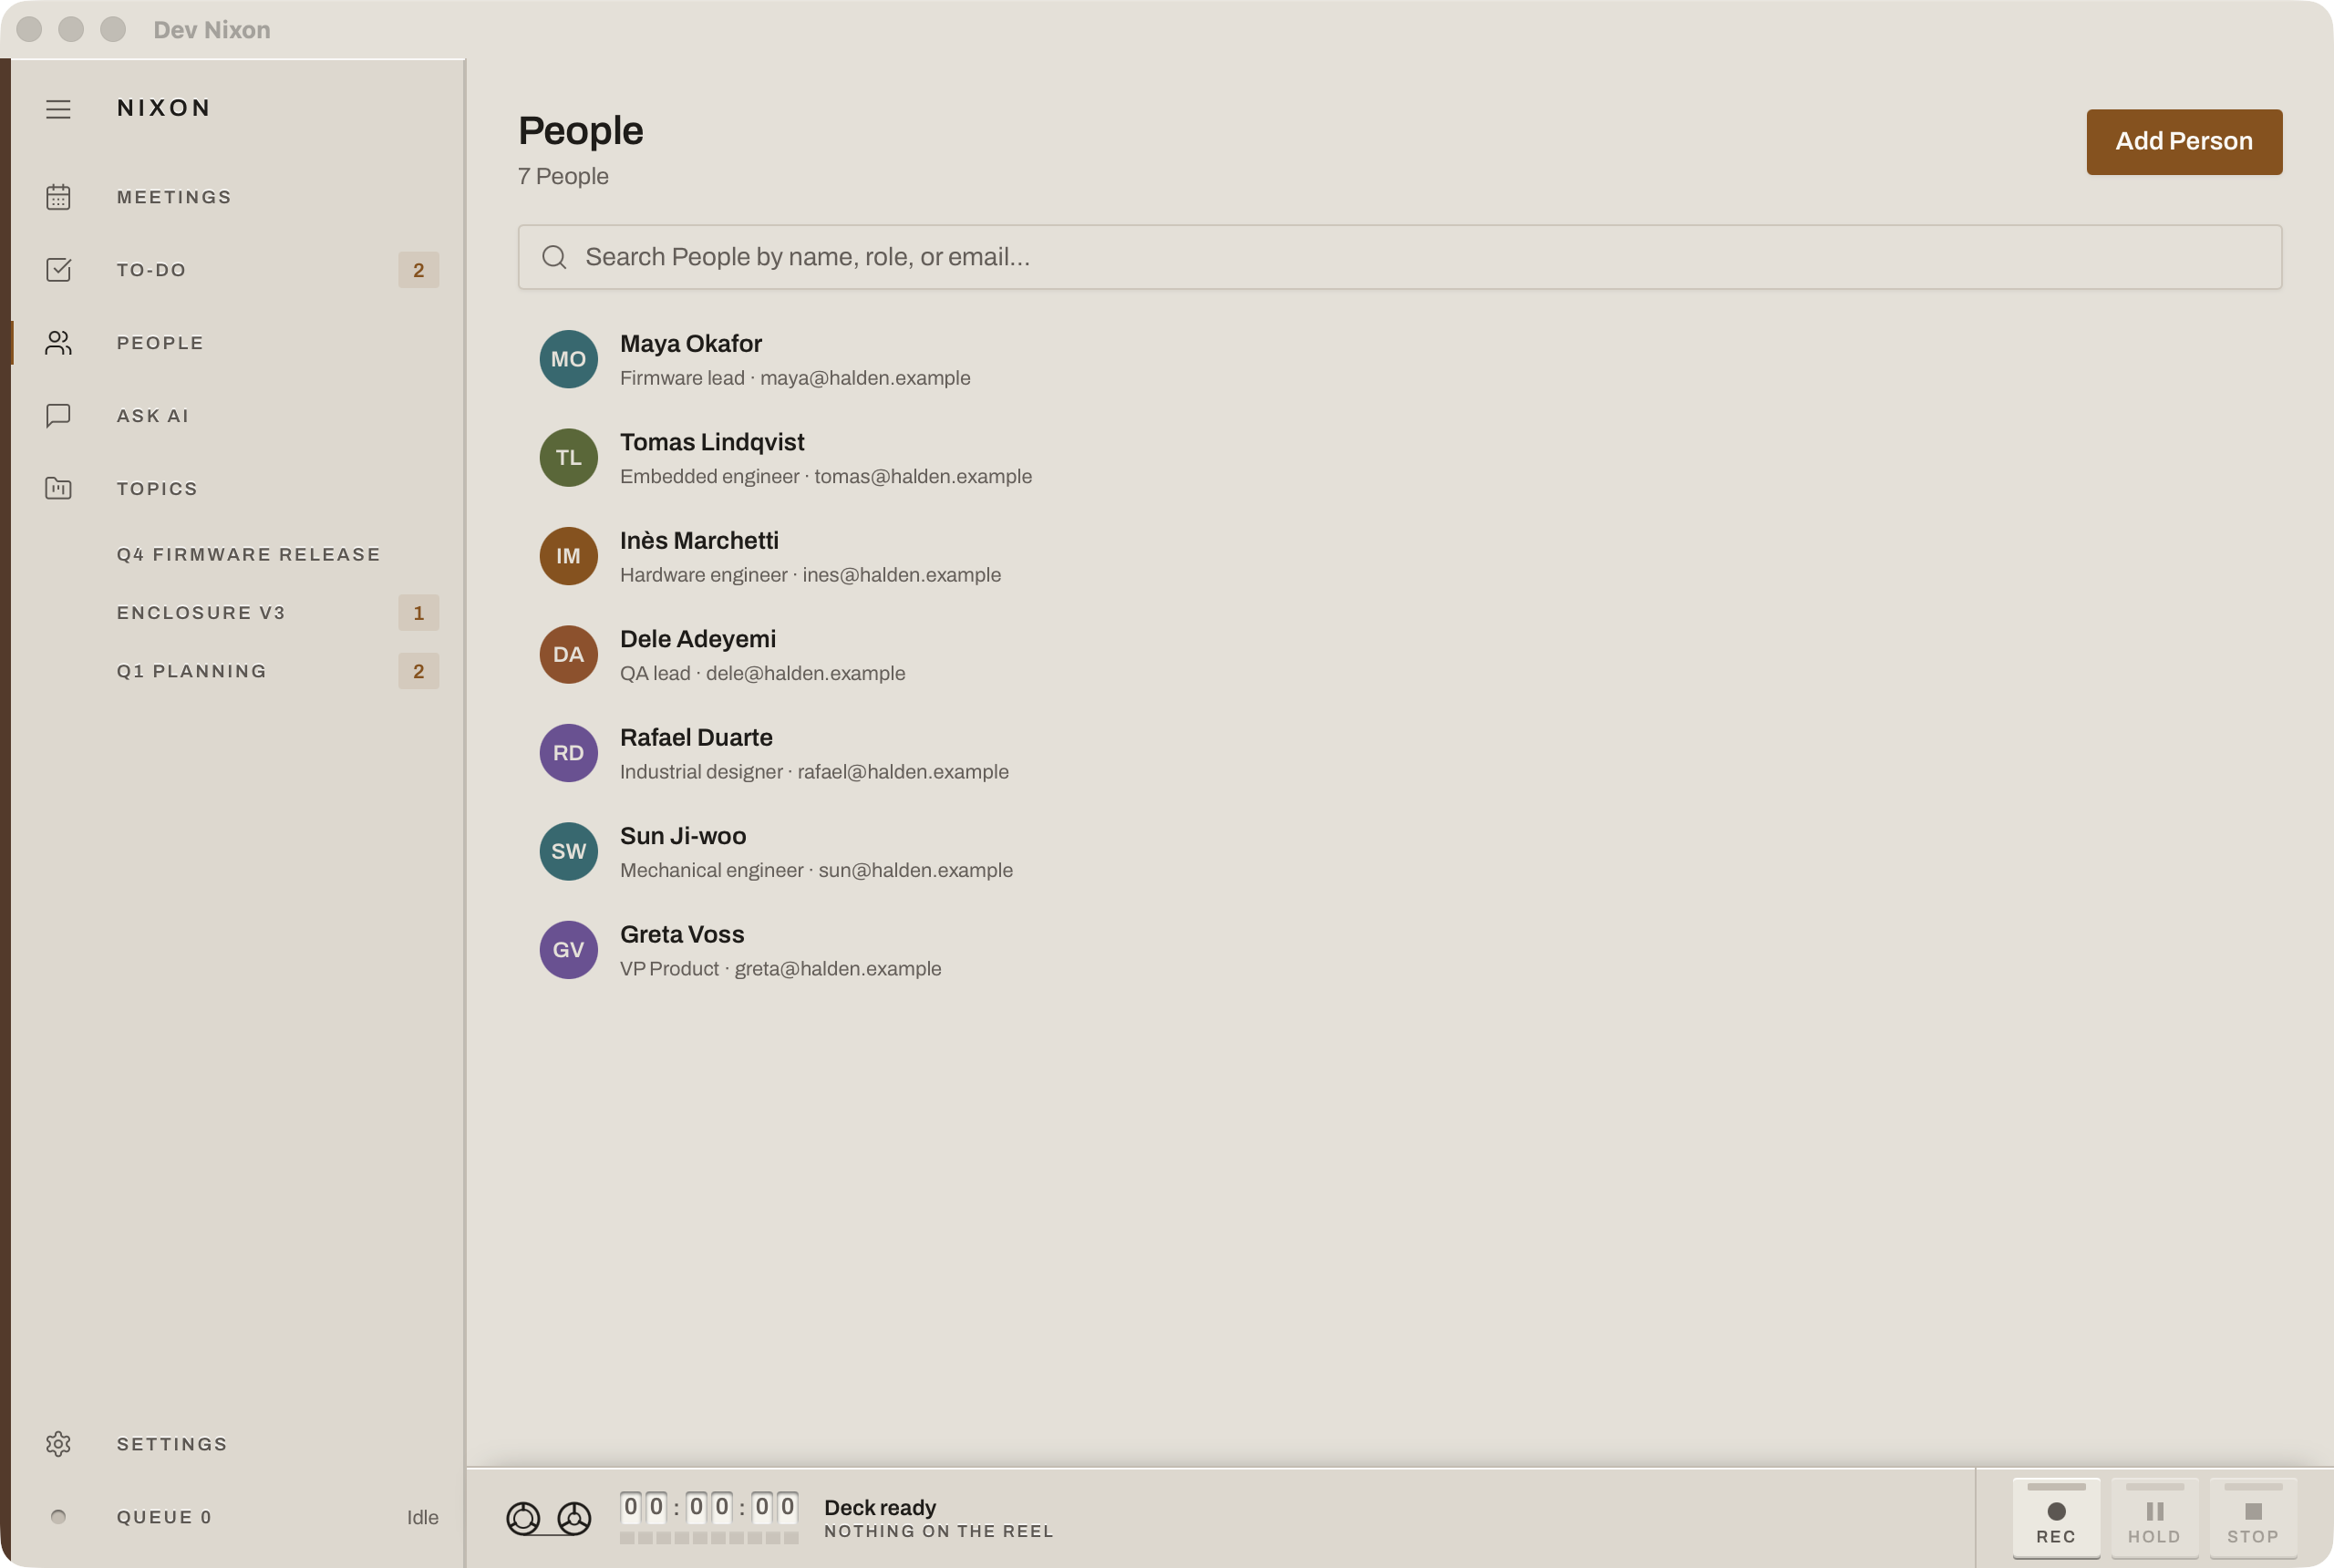 Dev Nixon
NIXON
MEETINGS
TO-DO 2
PEOPLE
ASK AI
TOPICS
Q4 FIRMWARE RELEASE
ENCLOSURE V3 1
Q1 PLANNING 2
SETTINGS
QUEUE 0 Idle
People
7 People
Add Person
Search People by name, role, or email...
MO
Maya Okafor
Firmware lead · maya@halden.example
TL
Tomas Lindqvist
Embedded engineer · tomas@halden.example
IM
Inès Marchetti
Hardware engineer · ines@halden.example
DA
Dele Adeyemi
QA lead · dele@halden.example
RD
Rafael Duarte
Industrial designer · rafael@halden.example
SW
Sun Ji-woo
Mechanical engineer · sun@halden.example
GV
Greta Voss
VP Product · greta@halden.example
00:00:00
Deck ready
NOTHING ON THE REEL
REC
HOLD
STOP